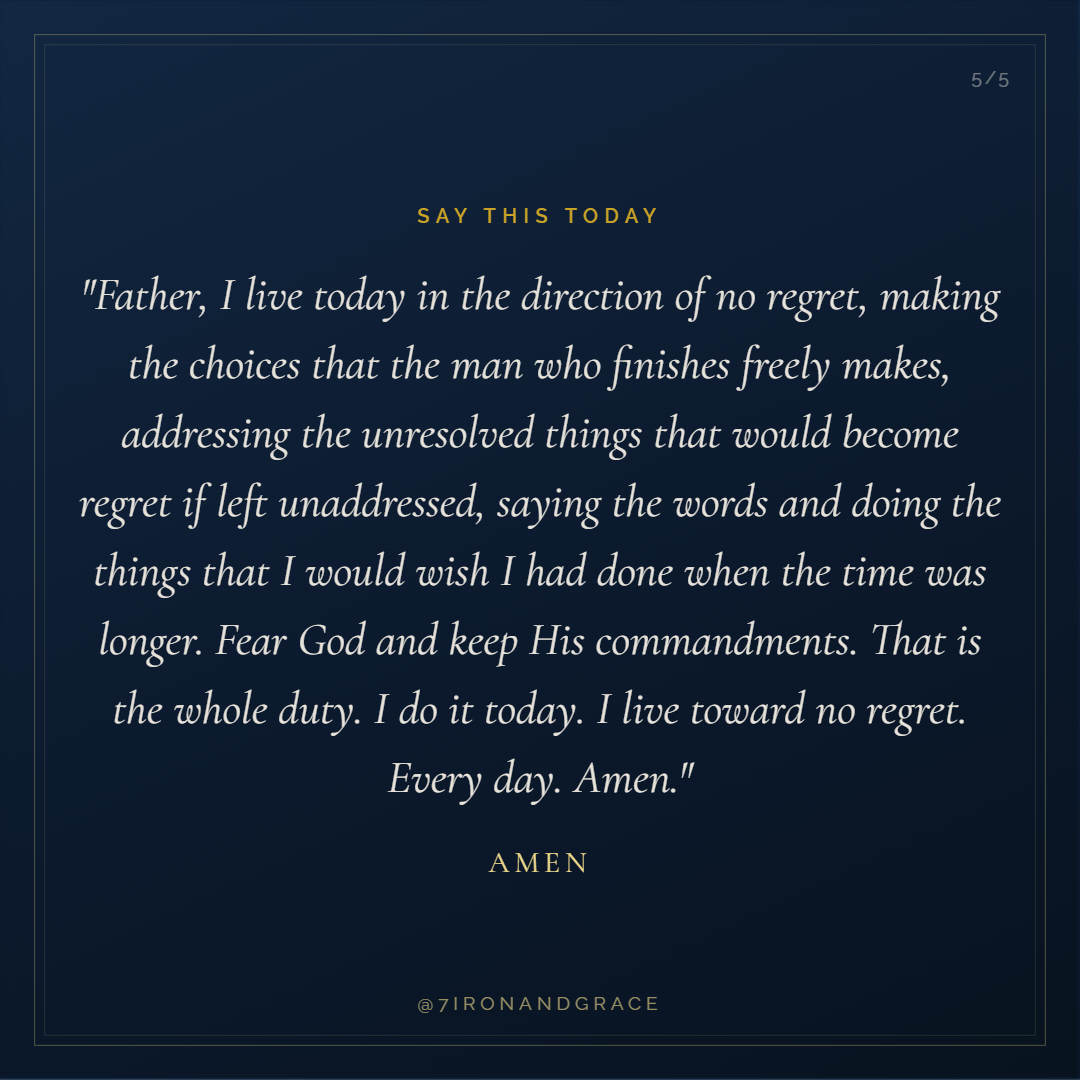 5/5
SAY THIS TODAY
"Father, I live today in the direction of no regret, making
the choices that the man who finishes freely makes,
addressing the unresolved things that would become
regret if left unaddressed, saying the words and doing the
things that I would wish I had done when the time was
longer. Fear God and keep His commandments. That is
the whole duty. I do it today. I live toward no regret.
Every day. Amen."
AMEN
@7IRONANDGRACE